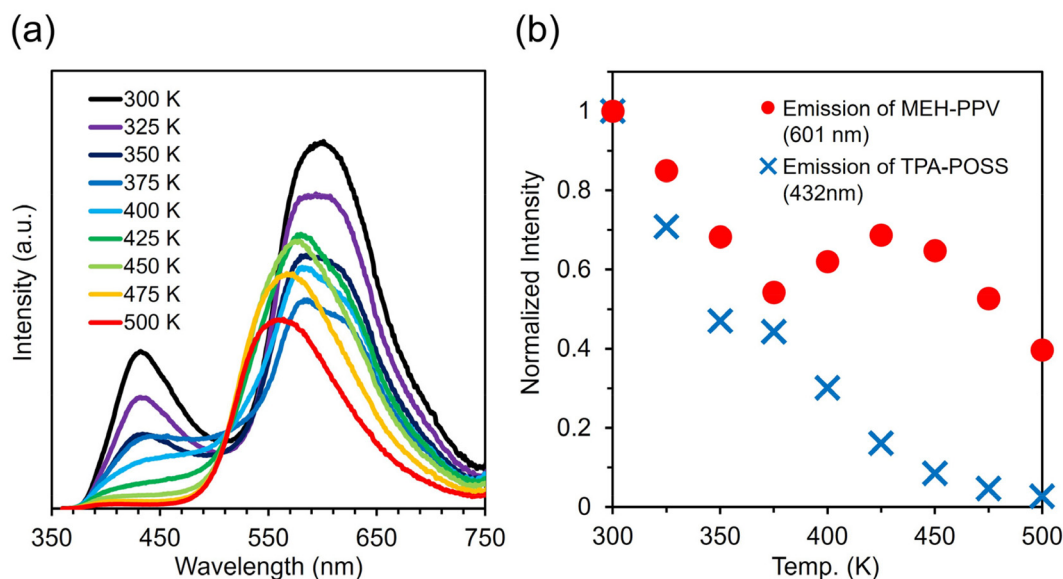 (a)
300 K
325 K
350 K
375 K
400 K
425 K
450 K
475 K
500 K
Intensity (a.u.)
350
450
550
650
750
Wavelength (nm)
(b)
Emission of MEH-PPV
(601 nm)
Emission of TPA-POSS
(432nm)
Normalized Intensity
1
0.8
0.6
0.4
0.2
0
300
350
400
450
500
Temp. (K)